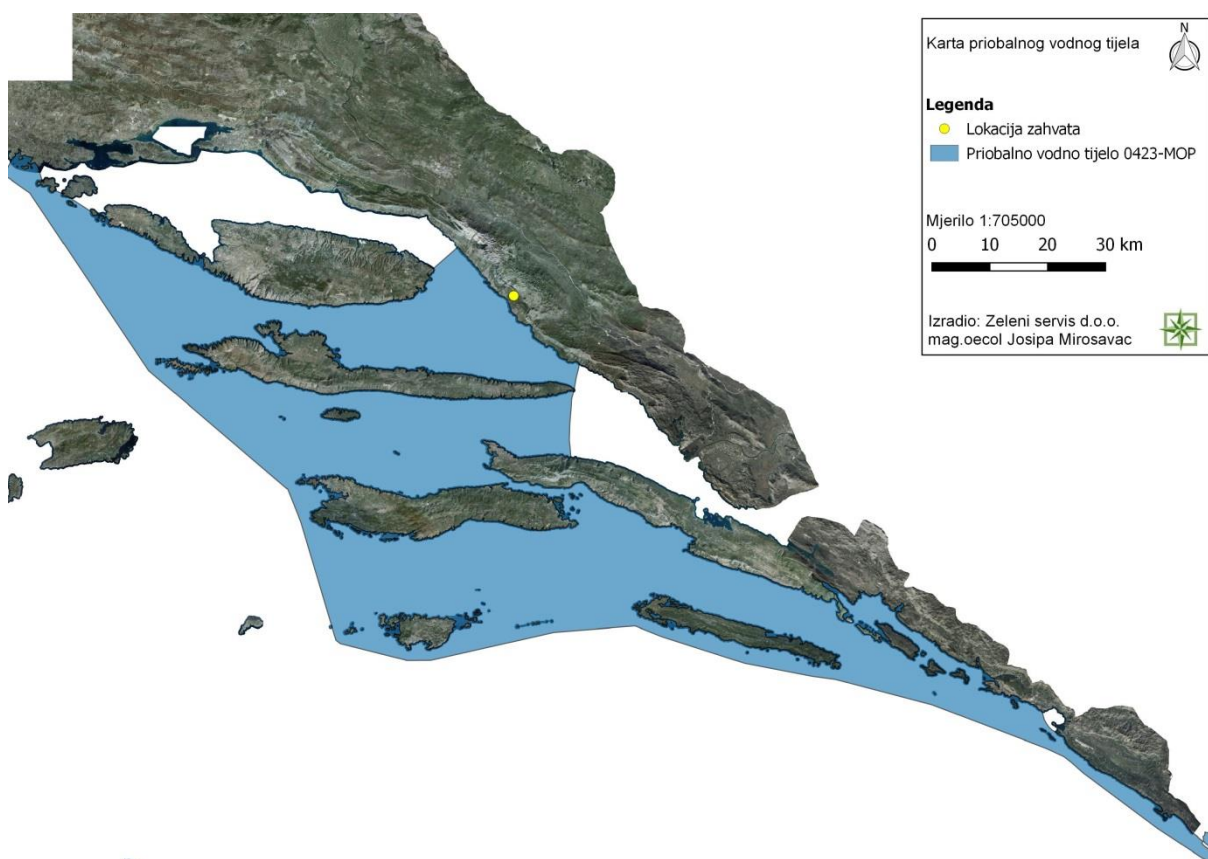 Karta priobalnog vodnog tijela
N
Legenda
Lokacija zahvata
Priobalno vodno tijelo 0423-MOP
Mjerilo 1:705000
0 10 20 30 km
Izradio: Zeleni servis d.o.o.
mag.oecol Josipa Mirosavac